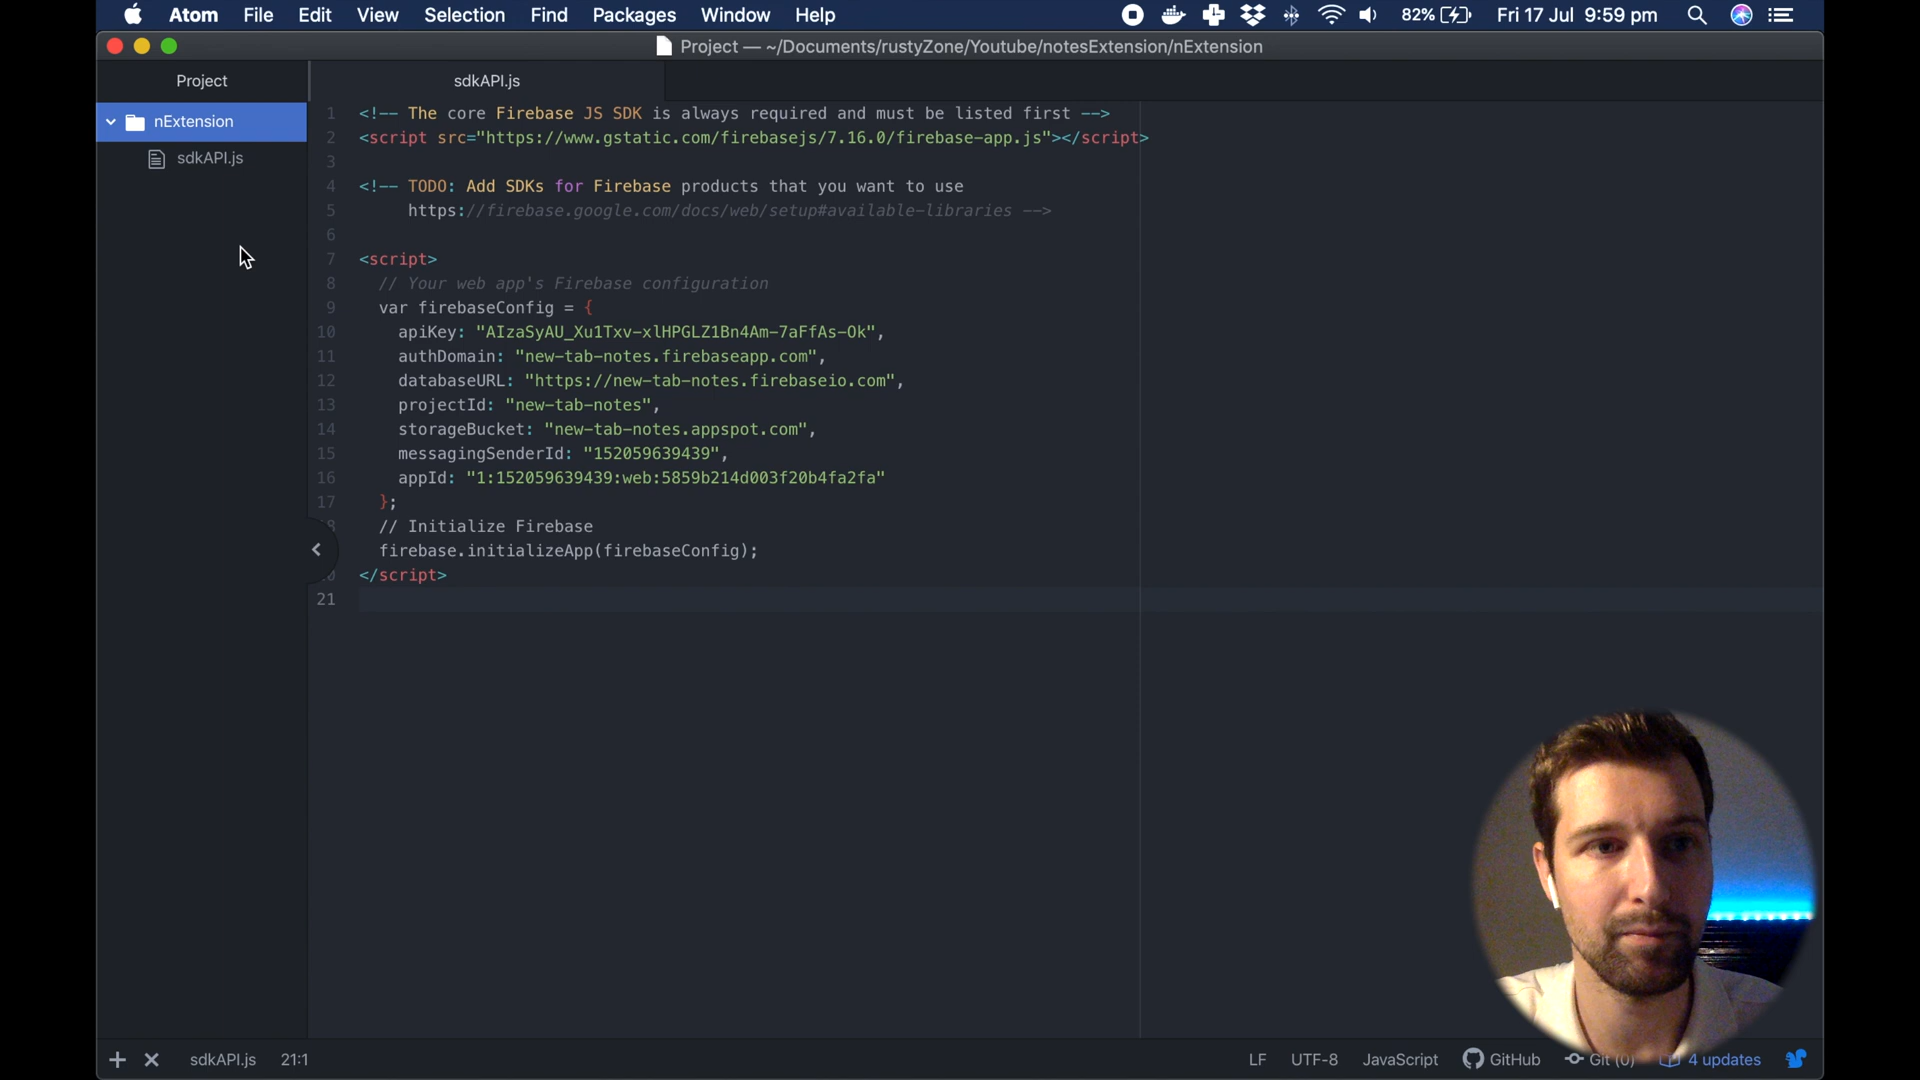 Atom File Edit View Selection Find Packages Window Help 82% Fri 17 Jul 9:59 pm
Project — ~/Documents/rustyZone/Youtube/notesExtension/nExtension
Project
sdkAPI.js
nExtension
sdkAPI.js
1 <!-- The core Firebase JS SDK is always required and must be listed first -->
2 <script src="https://www.gstatic.com/firebasejs/7.16.0/firebase-app.js"></script>
3
4 <!-- TODO: Add SDKs for Firebase products that you want to use
5 https://firebase.google.com/docs/web/setup#available-libraries -->
6
7 <script>
8 // Your web app's Firebase configuration
9 var firebaseConfig = {
10 apiKey: "AIzaSyAU_Xu1Txv-xlHPGLZ1Bn4Am-7aFfAs-Ok",
11 authDomain: "new-tab-notes.firebaseapp.com",
12 databaseURL: "https://new-tab-notes.firebaseio.com",
13 projectId: "new-tab-notes",
14 storageBucket: "new-tab-notes.appspot.com",
15 messagingSenderId: "152059639439",
16 appId: "1:152059639439:web:5859b214d003f20b4fa2fa"
17 };
// Initialize Firebase
firebase.initializeApp(firebaseConfig);
</script>
21
sdkAPI.js 21:1 LF UTF-8 JavaScript GitHub Git (0) 4 updates